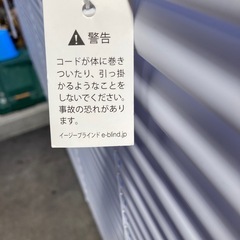 ⚠ 警告
コードが体に巻き
ついたり、引っ掛
かるようなことを
しないでください。
事故の恐れがあり
ます。
イージーブラインド e-blind.jp